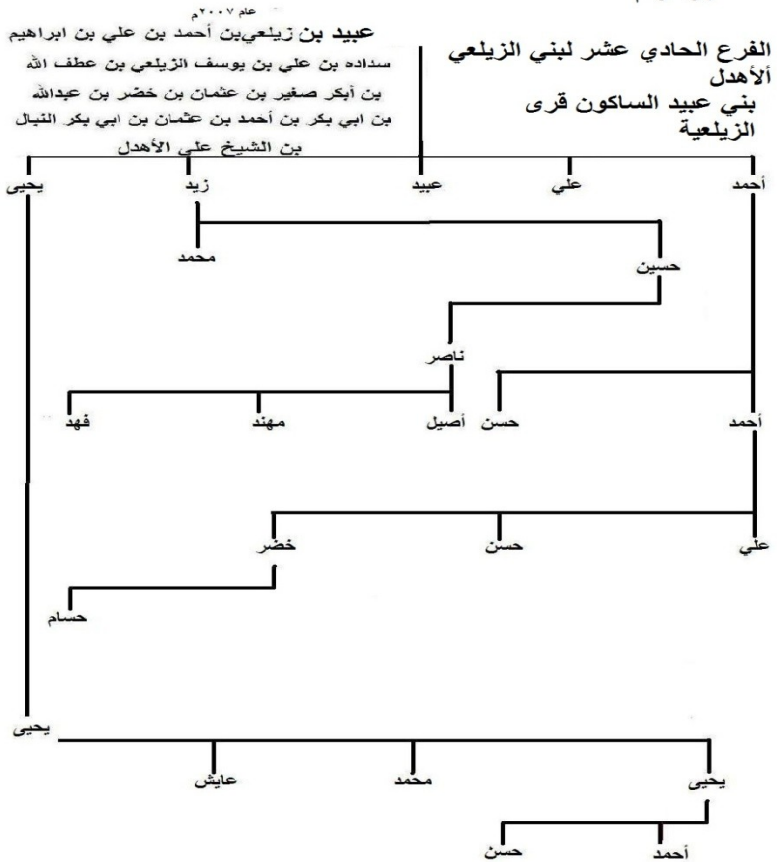 عام ٢٠٠٧م
الفرع الحادي عشر لبني الزيلعي
ألأهدل
بني عبيد الساكون قرى
الزيلعية
عبيد بن زيلعي بن أحمد بن علي بن ابراهيم
سداده بن علي بن يوسف الزيلعي بن عطف الله
بن أبكر صغير بن عثمان بن خضر بن عبدالله
بن ابي بكر بن أحمد بن عثمان بن ابي بكر
بن الشيخ علي الأهدل
أحمد علي عبيد زيد يحيى
محمد
حسين
ناصر
أحمد حسن أصيل مهند فهد
علي حسن خضر
حسام
يحيى
يحيى محمد عايش
أحمد حسن